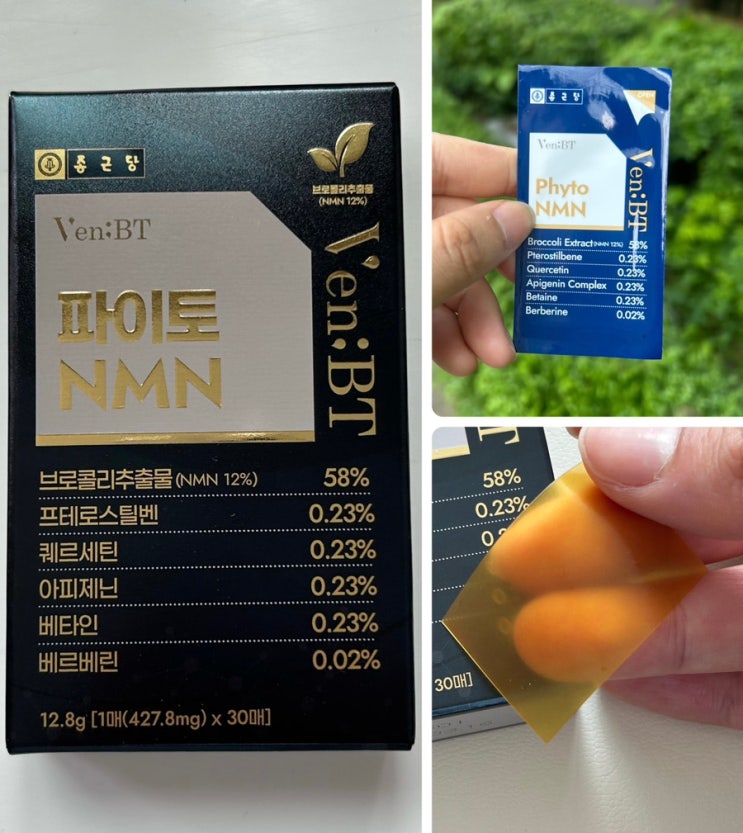 종근당
브로콜리추출물
(NMN 12%)
Ven:BT
파이토
NMN
Ven:BT
브로콜리추출물 (NMN 12%) 58%
프테로스틸벤 0.23%
퀘르세틴 0.23%
아피제닌 0.23%
베타인 0.23%
베르베린 0.02%
12.8g [1매(427.8mg) x 30매]
종근당
OPEN
Ven:BT
Phyto
NMN
Ven:BT
Broccoli Extract (NMN 12%) 58%
Pterostilbene 0.23%
Quercetin 0.23%
Apigenin Complex 0.23%
Betaine 0.23%
Berberine 0.02%
58%
0.23%
30매]